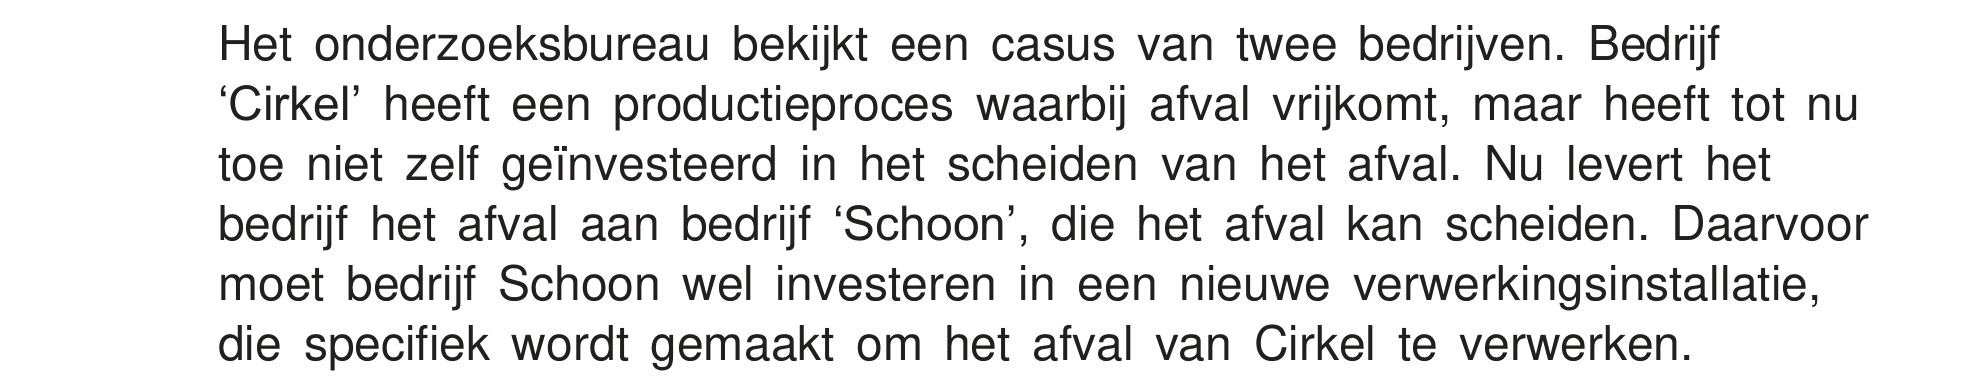 Het onderzoeksbureau bekijkt een casus van twee bedrijven. Bedrijf
‘Cirkel’ heeft een productieproces waarbij afval vrijkomt, maar heeft tot nu
toe niet zelf geïnvesteerd in het scheiden van het afval. Nu levert het
bedrijf het afval aan bedrijf ‘Schoon’, die het afval kan scheiden. Daarvoor
moet bedrijf Schoon wel investeren in een nieuwe verwerkingsinstallatie,
die specifiek wordt gemaakt om het afval van Cirkel te verwerken.